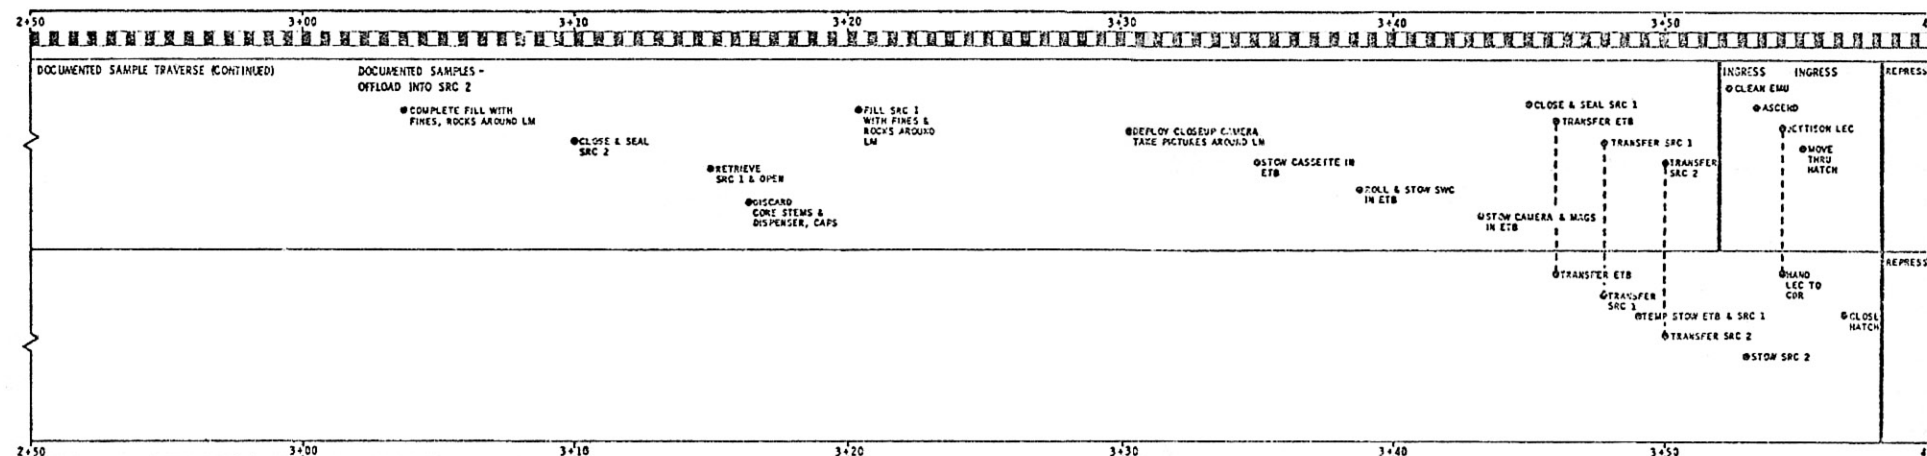 2+50 3+00 3+10 3+20 3+30 3+40 3+50
DOCUMENTED SAMPLE TRAVERSE (CONTINUED)
DOCUMENTED SAMPLES -
OFFLOAD INTO SRC 2
COMPLETE FILL WITH
FINES, ROCKS AROUND LM
CLOSE & SEAL
SRC 2
RETRIEVE
SRC 1 & OPEN
DISCARD
CORE STEMS &
DISPENSER, CAPS
FILL SRC 1
WITH FINES &
ROCKS AROUND
LM
DEPLOY CLOSEUP CAMERA
TAKE PICTURES AROUND LM
STOW CASSETTE IN
ETB
ROLL & STOW SWC
IN ETB
STOW CAMERA & MAGS
IN ETB
CLOSE & SEAL SRC 1
TRANSFER ETB
TRANSFER SRC 1
TRANSFER
SRC 2
INGRESS INGRESS
CLEAN EMU
ASCEND
JETTISON LEC
MOVE
THRU
HATCH
REPRESS
TRANSFER ETB
TRANSFER
SRC 1
TEMP STOW ETB & SRC 1
TRANSFER SRC 2
STOW SRC 2
HAND
LEC TO
CDR
CLOSE
HATCH
REPRESS
2+50 3+00 3+10 3+20 3+30 3+40 3+50